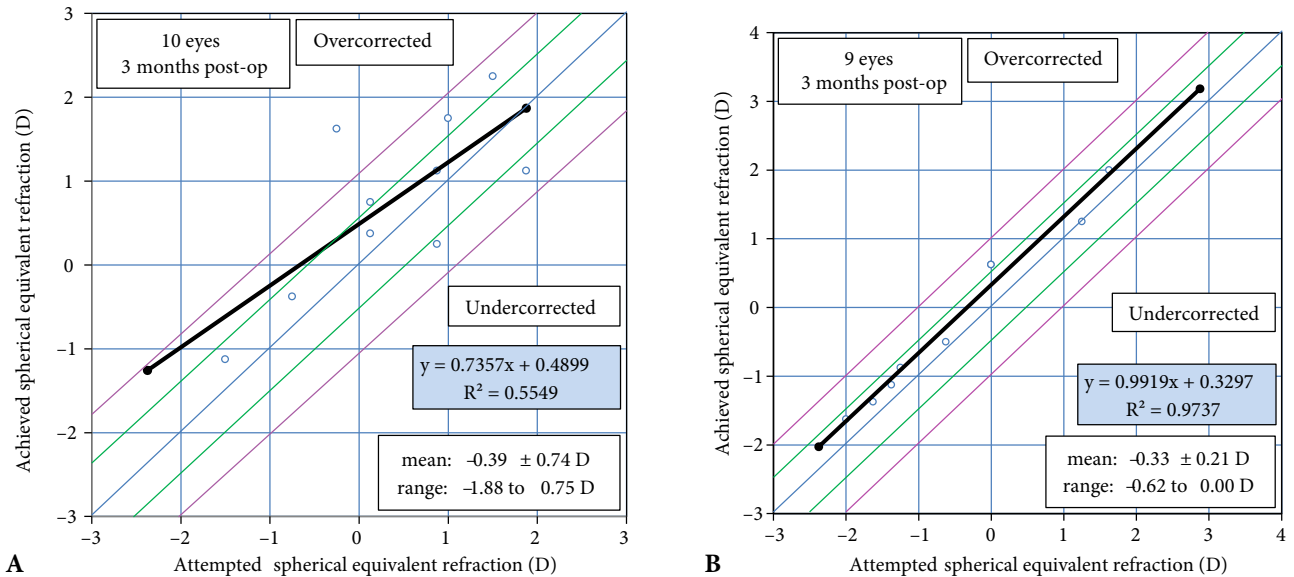 3
2
1
0
–1
–2
–3
–3
–2
–1
0
1
2
3
Achieved spherical equivalent refraction (D)
10 eyes
3 months post-op
Overcorrected
Undercorrected
y = 0.7357x + 0.4899
R² = 0.5549
mean: –0.39 ± 0.74 D
range: –1.88 to 0.75 D
Attempted spherical equivalent refraction (D)
A
4
3
2
1
0
–1
–2
–3
–3
–2
–1
0
1
2
3
4
Achieved spherical equivalent refraction (D)
9 eyes
3 months post-op
Overcorrected
Undercorrected
y = 0.9919x + 0.3297
R² = 0.9737
mean: –0.33 ± 0.21 D
range: –0.62 to 0.00 D
Attempted spherical equivalent refraction (D)
B